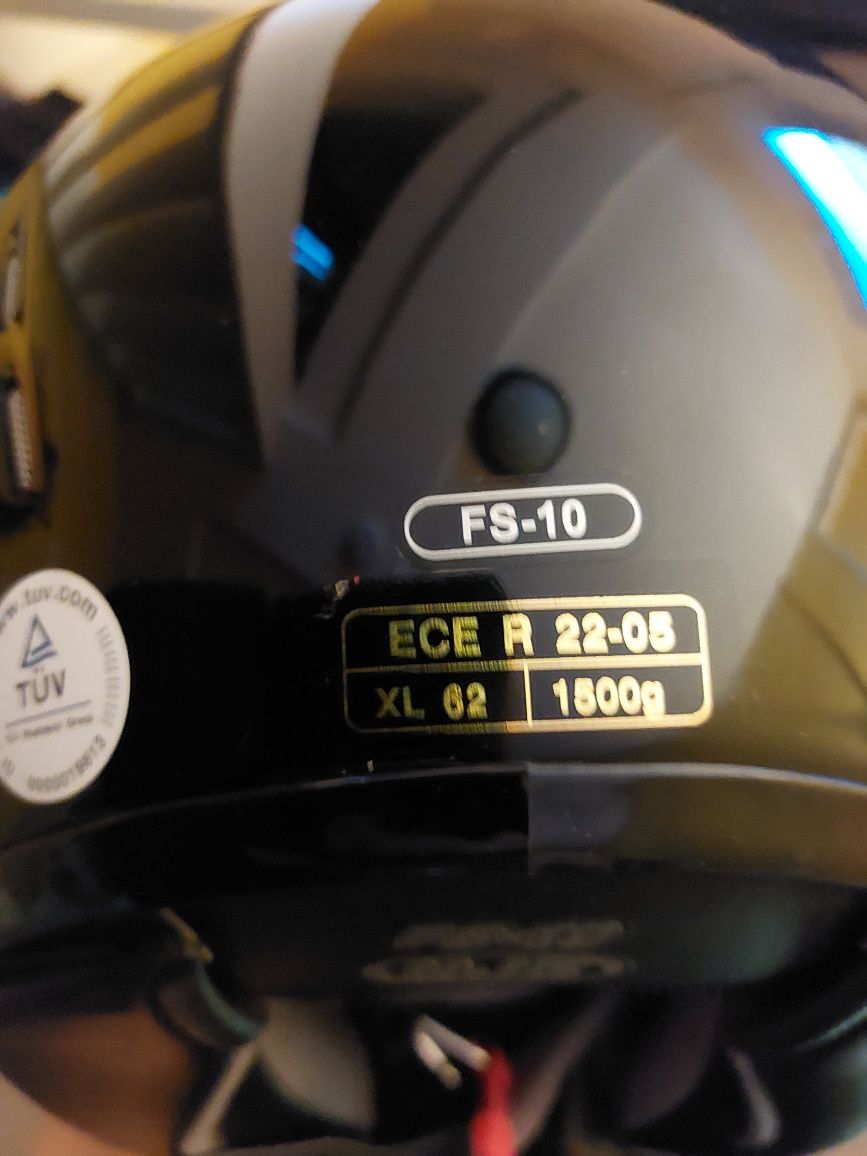 FS-10
ECE R 22-05
XL 62 1500g
www.tuv.com
TÜV